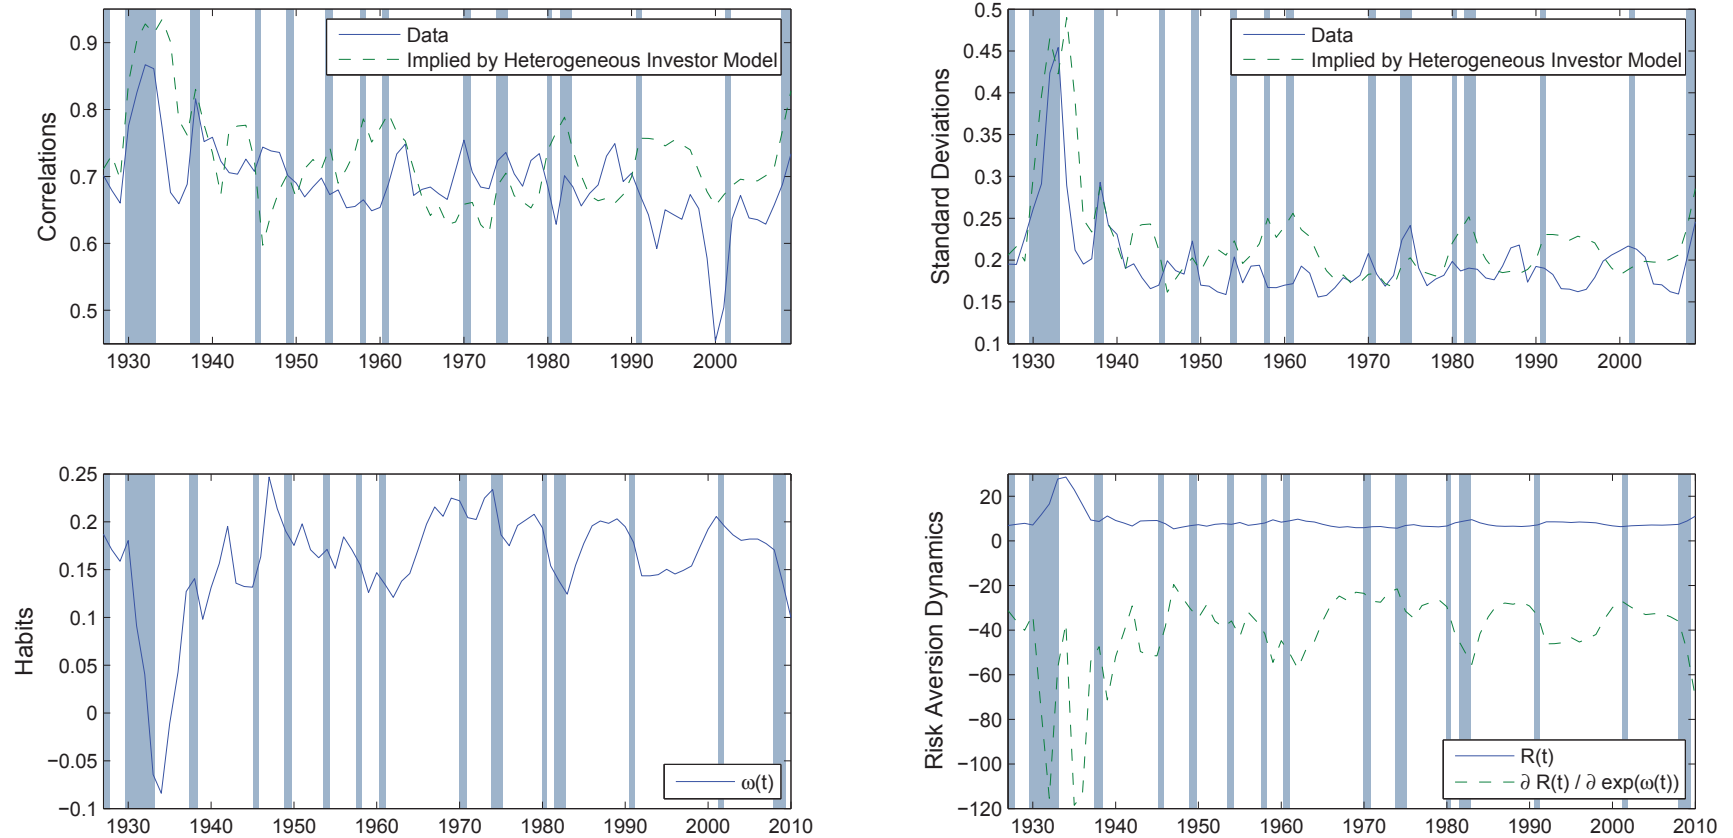 Correlations
0.9
0.8
0.7
0.6
0.5
Data
Implied by Heterogeneous Investor Model
1930 1940 1950 1960 1970 1980 1990 2000
Standard Deviations
0.5
0.45
0.4
0.35
0.3
0.25
0.2
0.15
0.1
Data
Implied by Heterogeneous Investor Model
1930 1940 1950 1960 1970 1980 1990 2000
Habits
0.25
0.2
0.15
0.1
0.05
0
−0.05
−0.1
ω(t)
1930 1940 1950 1960 1970 1980 1990 2000 2010
Risk Aversion Dynamics
20
0
−20
−40
−60
−80
−100
−120
R(t)
∂ R(t) / ∂ exp(ω(t))
1930 1940 1950 1960 1970 1980 1990 2000 2010